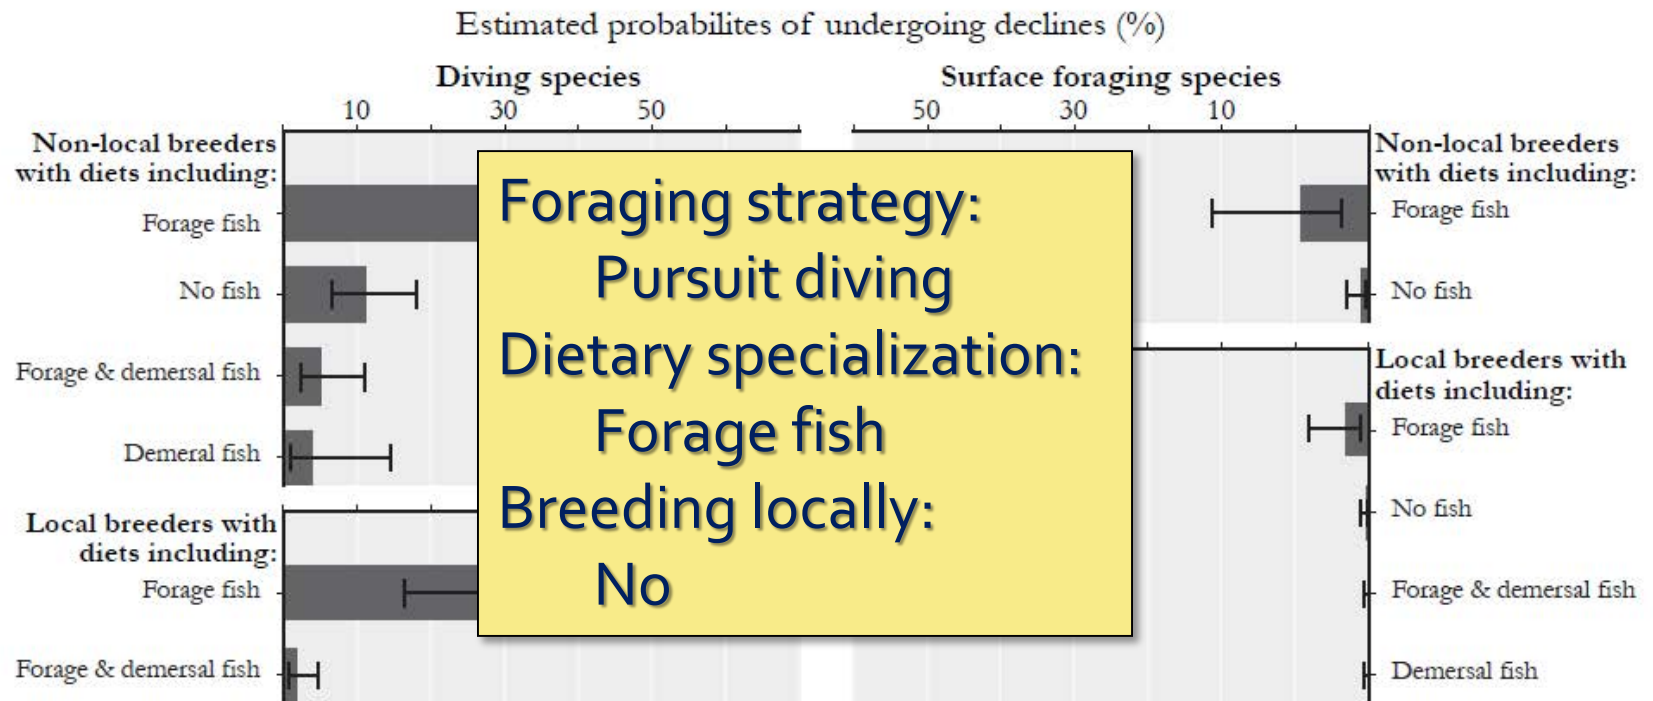 Estimated probabilites of undergoing declines (%)
Diving species
10 30 50
Non-local breeders
with diets including:
Forage fish
No fish
Forage & demersal fish
Demeral fish
Local breeders with
diets including:
Forage fish
Forage & demersal fish
Foraging strategy:
Pursuit diving
Dietary specialization:
Forage fish
Breeding locally:
No
Surface foraging species
50 30 10
Non-local breeders
with diets including:
Forage fish
No fish
Local breeders with
diets including:
Forage fish
No fish
Forage & demersal fish
Demersal fish